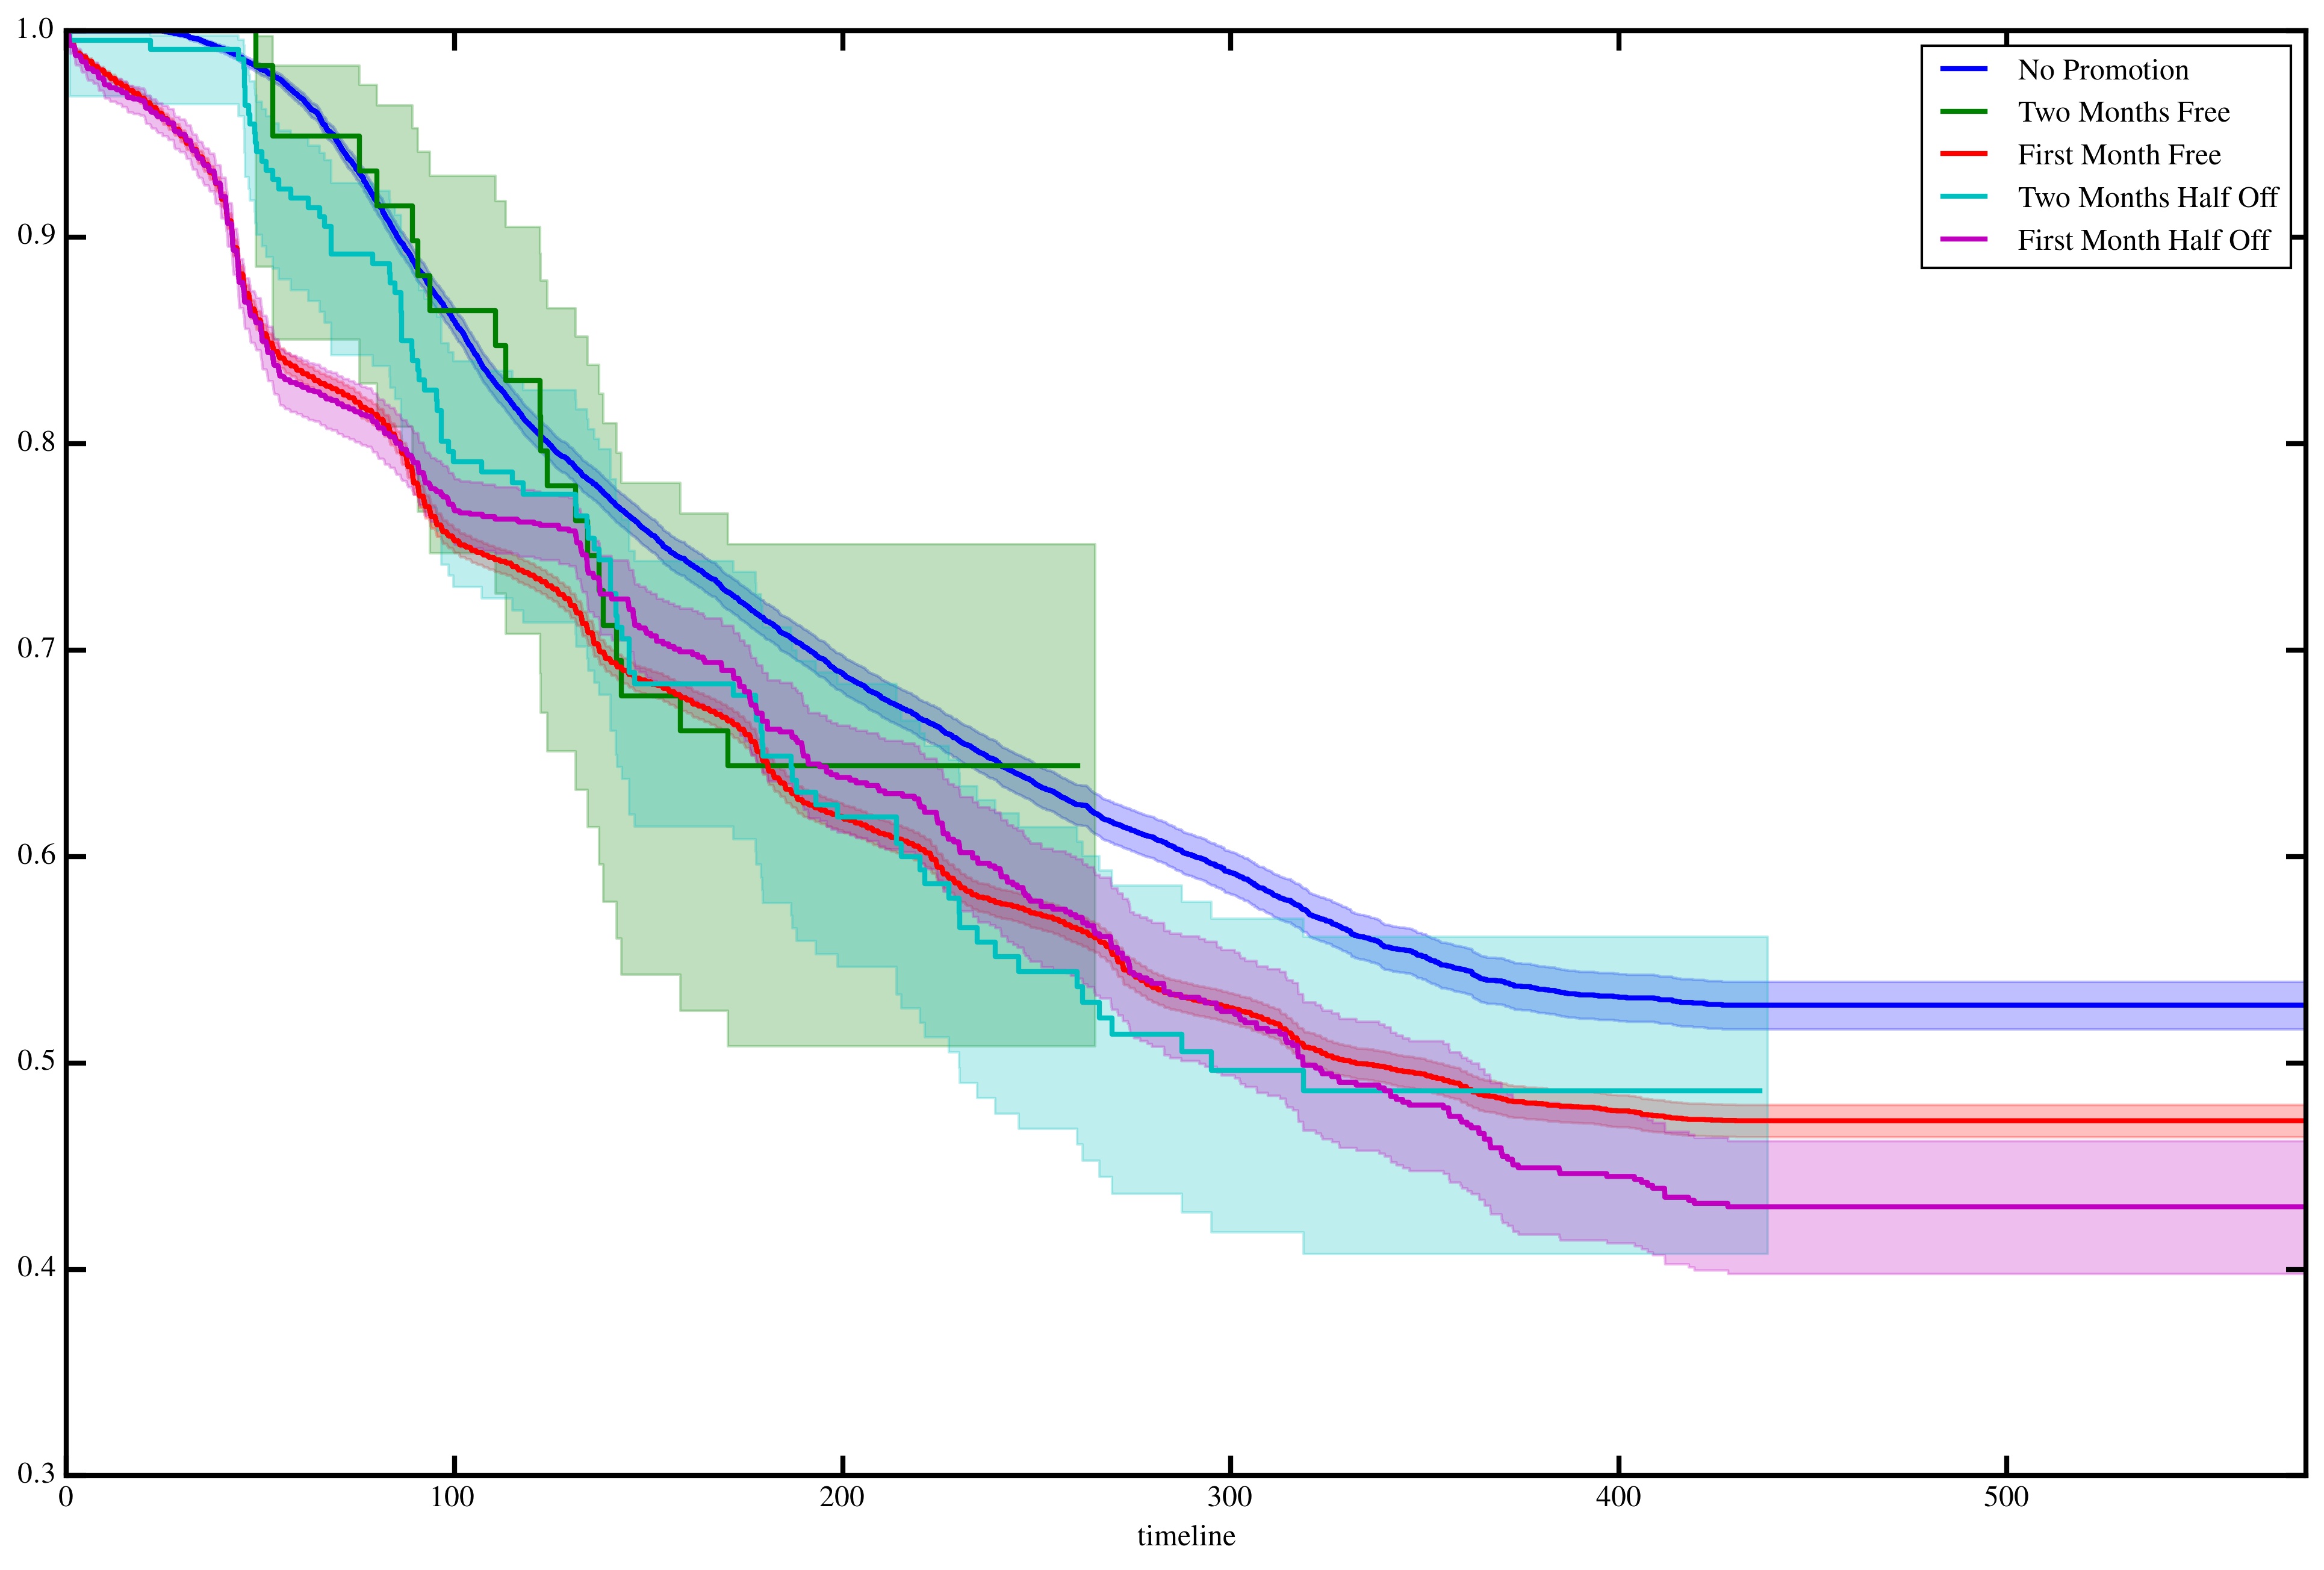 1.0
0.9
0.8
0.7
0.6
0.5
0.4
0.3
0 100 200 300 400 500
timeline
No Promotion
Two Months Free
First Month Free
Two Months Half Off
First Month Half Off